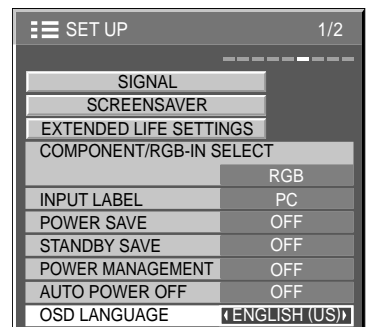 SET UP 1/2
SIGNAL
SCREENSAVER
EXTENDED LIFE SETTINGS
COMPONENT/RGB-IN SELECT
RGB
INPUT LABEL PC
POWER SAVE OFF
STANDBY SAVE OFF
POWER MANAGEMENT OFF
AUTO POWER OFF OFF
OSD LANGUAGE ENGLISH (US)